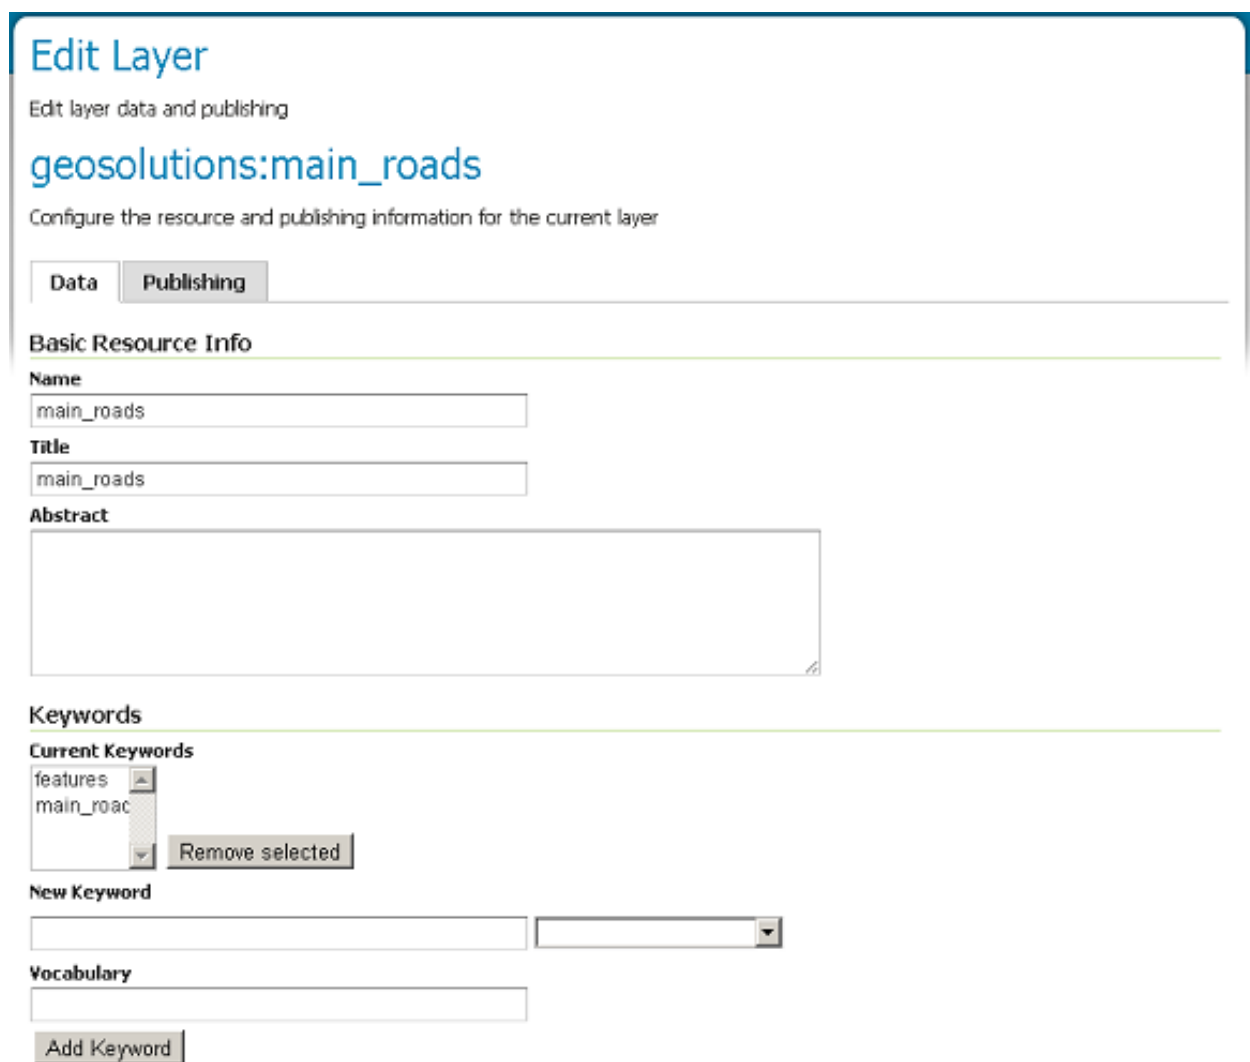 Edit Layer
Edit layer data and publishing
geosolutions:main_roads
Configure the resource and publishing information for the current layer
Data Publishing
Basic Resource Info
Name
main_roads
Title
main_roads
Abstract
Keywords
Current Keywords
features
main_roac
Remove selected
New Keyword
Vocabulary
Add Keyword